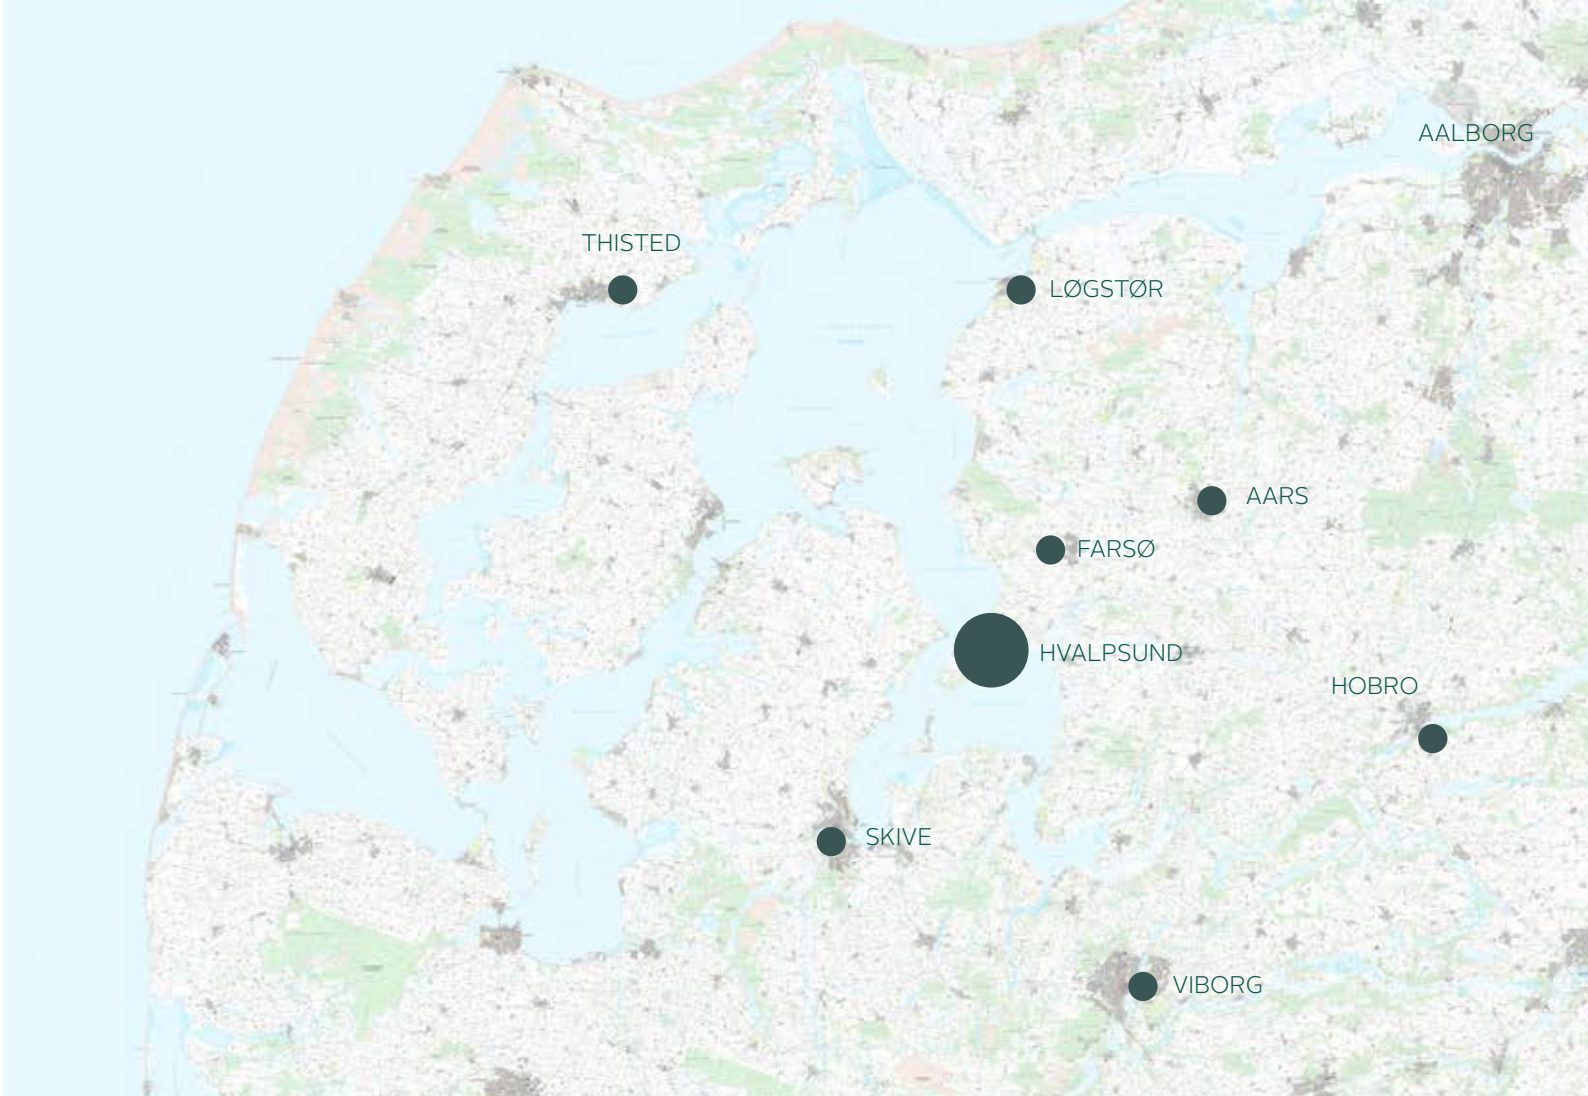 AALBORG
THISTED
LØGSTØR
AARS
FARSØ
HVALPSUND
HOBRO
SKIVE
VIBORG